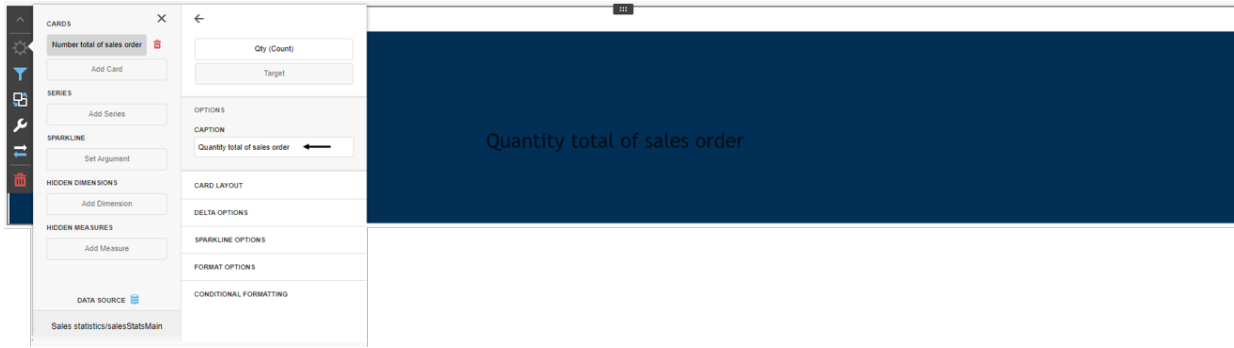 CARDS
Number total of sales order
Add Card
SERIES
Add Series
SPARKLINE
Set Argument
HIDDEN DIMENSIONS
Add Dimension
HIDDEN MEASURES
Add Measure
DATA SOURCE
Sales statistics/salesStatsMain
Qty (Count)
Target
OPTIONS
CAPTION
Quantity total of sales order
CARD LAYOUT
DELTA OPTIONS
SPARKLINE OPTIONS
FORMAT OPTIONS
CONDITIONAL FORMATTING
Quantity total of sales order